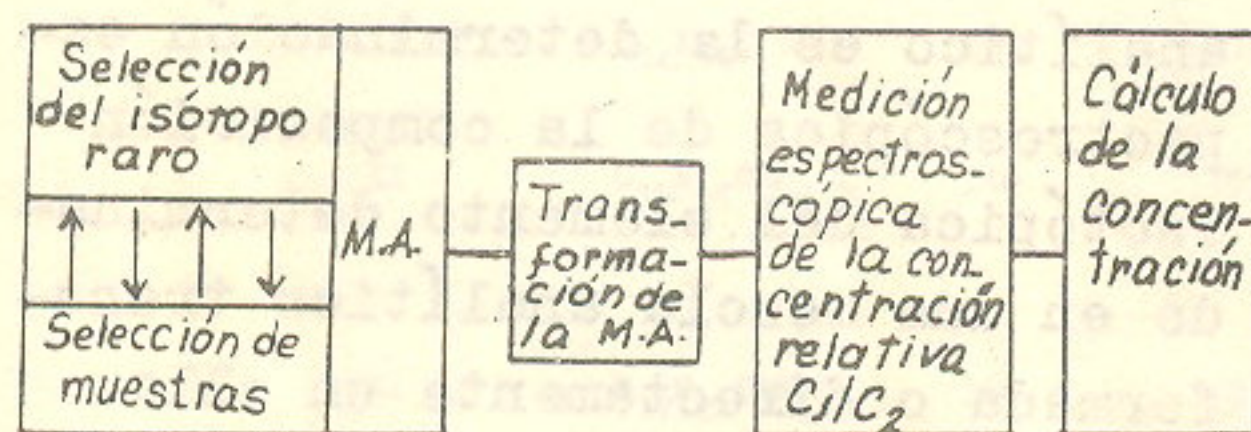 Selección
del isótopo
raro
Selección de
muestras
M.A.
Trans-
forma-
ción de
la M.A.
Medición
espectros-
cópica
de la con-
centración
relativa
C1/C2
Cálculo
de la
concen-
tración